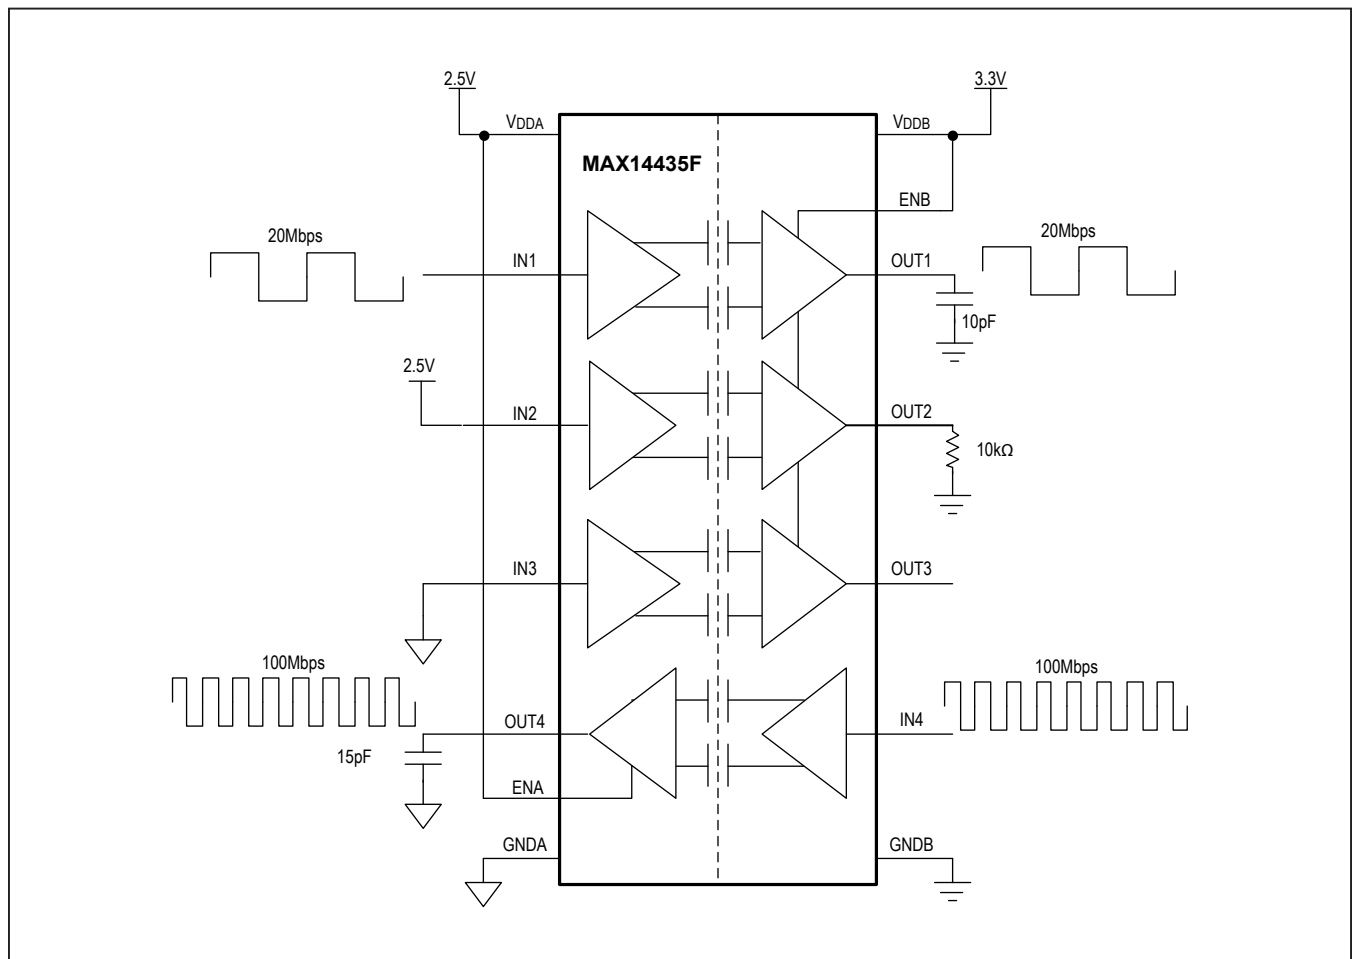 2.5V
3.3V
VDDA
VDDB
MAX14435F
ENB
20Mbps
IN1
OUT1
20Mbps
10pF
2.5V
IN2
OUT2
10kΩ
IN3
OUT3
100Mbps
OUT4
IN4
100Mbps
15pF
ENA
GNDA
GNDB